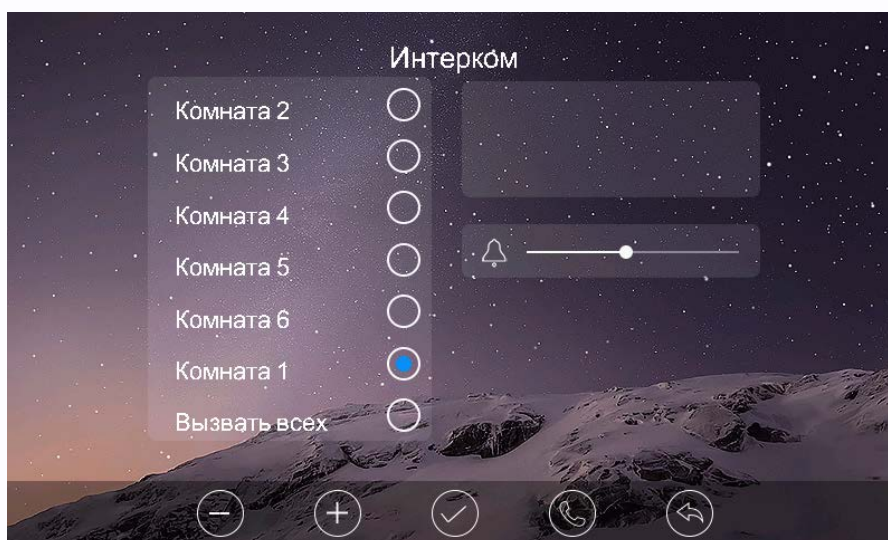 Интерком
Комната 2
Комната 3
Комната 4
Комната 5
Комната 6
Комната 1
Вызвать всех